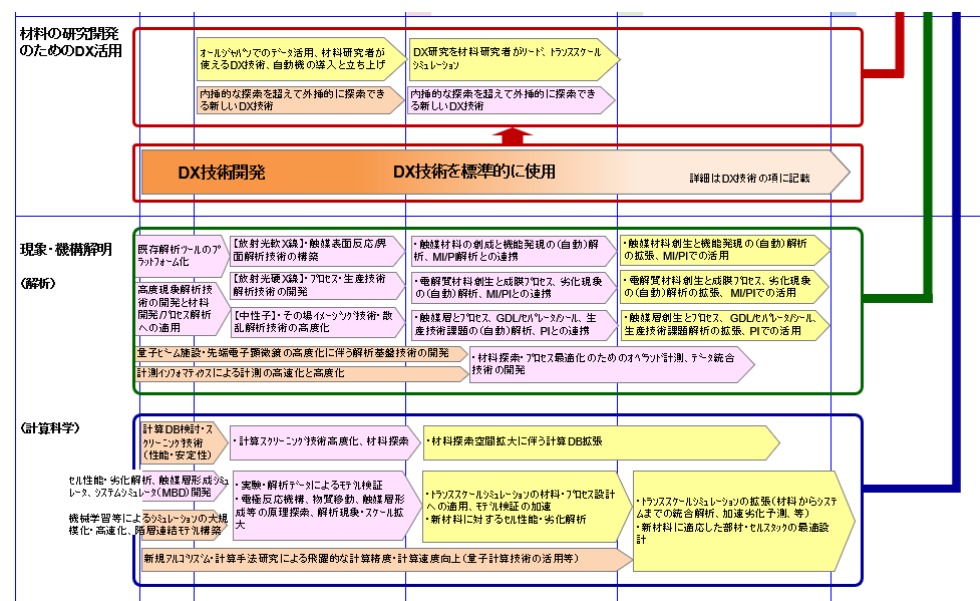 材料の研究開発
のためのDX活用
オールジャパンでのデータ活用、材料研究者が
使えるDX技術、自動機の導入と立ち上げ
DX研究を材料研究者がリード、トランススケール
シミュレーション
内挿的な探索を超えて外挿的に探索でき
る新しいDX技術
内挿的な探索を超えて外挿的に探索でき
る新しいDX技術
DX技術開発
DX技術を標準的に使用
詳細はDX技術の項に記載
現象・機構解明
(解析)
既存解析ツールのプ
ラットフォーム化
【放射光軟X線】・触媒表面反応/界
面解析技術の構築
・触媒材料の創成と機能発現の(自動)解
析、MI/PI解析との連携
・触媒材料創生と機能発現の(自動)解析
の拡張、MI/PIでの活用
高度現象解析技
術の開発と材料
開発/プロセス解析
への適用
【放射光硬X線】・プロセス・生産技術
解析技術の開発
・電解質材料創生と成膜プロセス、劣化現象
の(自動)解析、MI/PIとの連携
・電解質材料創生と成膜プロセス、劣化現象
の(自動)解析の拡張、MI/PIでの活用
【中性子】・その場イメージング技術・散
乱解析技術の高度化
・触媒層とプロセス、GDL/セパレータ/シール、生
産技術課題の(自動)解析、PIとの連携
・触媒層創生とプロセス、GDL/セパレータ/シール、
生産技術課題解析の拡張、PIでの活用
量子ビーム施設・先端電子顕微鏡の高度化に伴う解析基盤技術の開発
計測インフォマティクスによる計測の高速化と高度化
・材料探索・プロセス最適化のためのオペランド計測、データ統合
技術の開発
(計算科学)
計算DB検討・ス
クリーニング技術
(性能・安定性)
・計算スクリーニング技術高度化、材料探索
・材料探索空間拡大に伴う計算DB拡張
セル性能・劣化解析、触媒層形成シミュ
レータ、システムシミュレータ(MBD)開発
機械学習等によるシミュレーションの大規
模化・高速化、階層連結モデル構築
・実験・解析データによるモデル検証
・電極反応機構、物質移動、触媒層形
成等の原理探索、解析現象・スケール拡
大
・トランススケールシミュレーションの材料・プロセス設計
への適用、モデル検証の加速
・新材料に対するセル性能・劣化解析
・トランススケールシミュレーションの拡張(材料からシス
テムまでの統合解析、加速劣化予測、等)
・新材料に適応した部材・セルスタックの最適設
計
新規アルゴリズム・計算手法研究による飛躍的な計算精度・計算速度向上(量子計算技術の活用等)